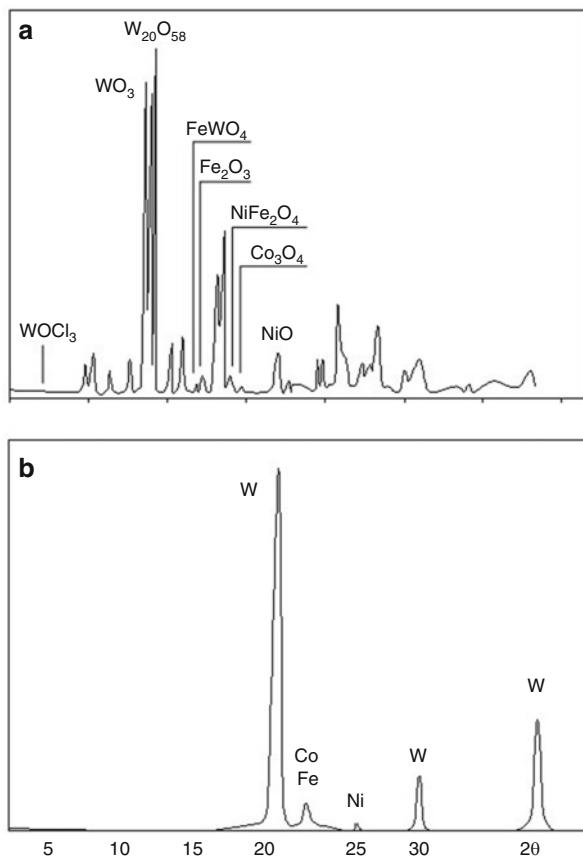 a
W₂₀O₅₈
WO₃
FeWO₄
Fe₂O₃
NiFe₂O₄
Co₃O₄
WOCl₃
NiO
b
W
W
Co
Fe
W
Ni
5 10 15 20 25 30 2θ